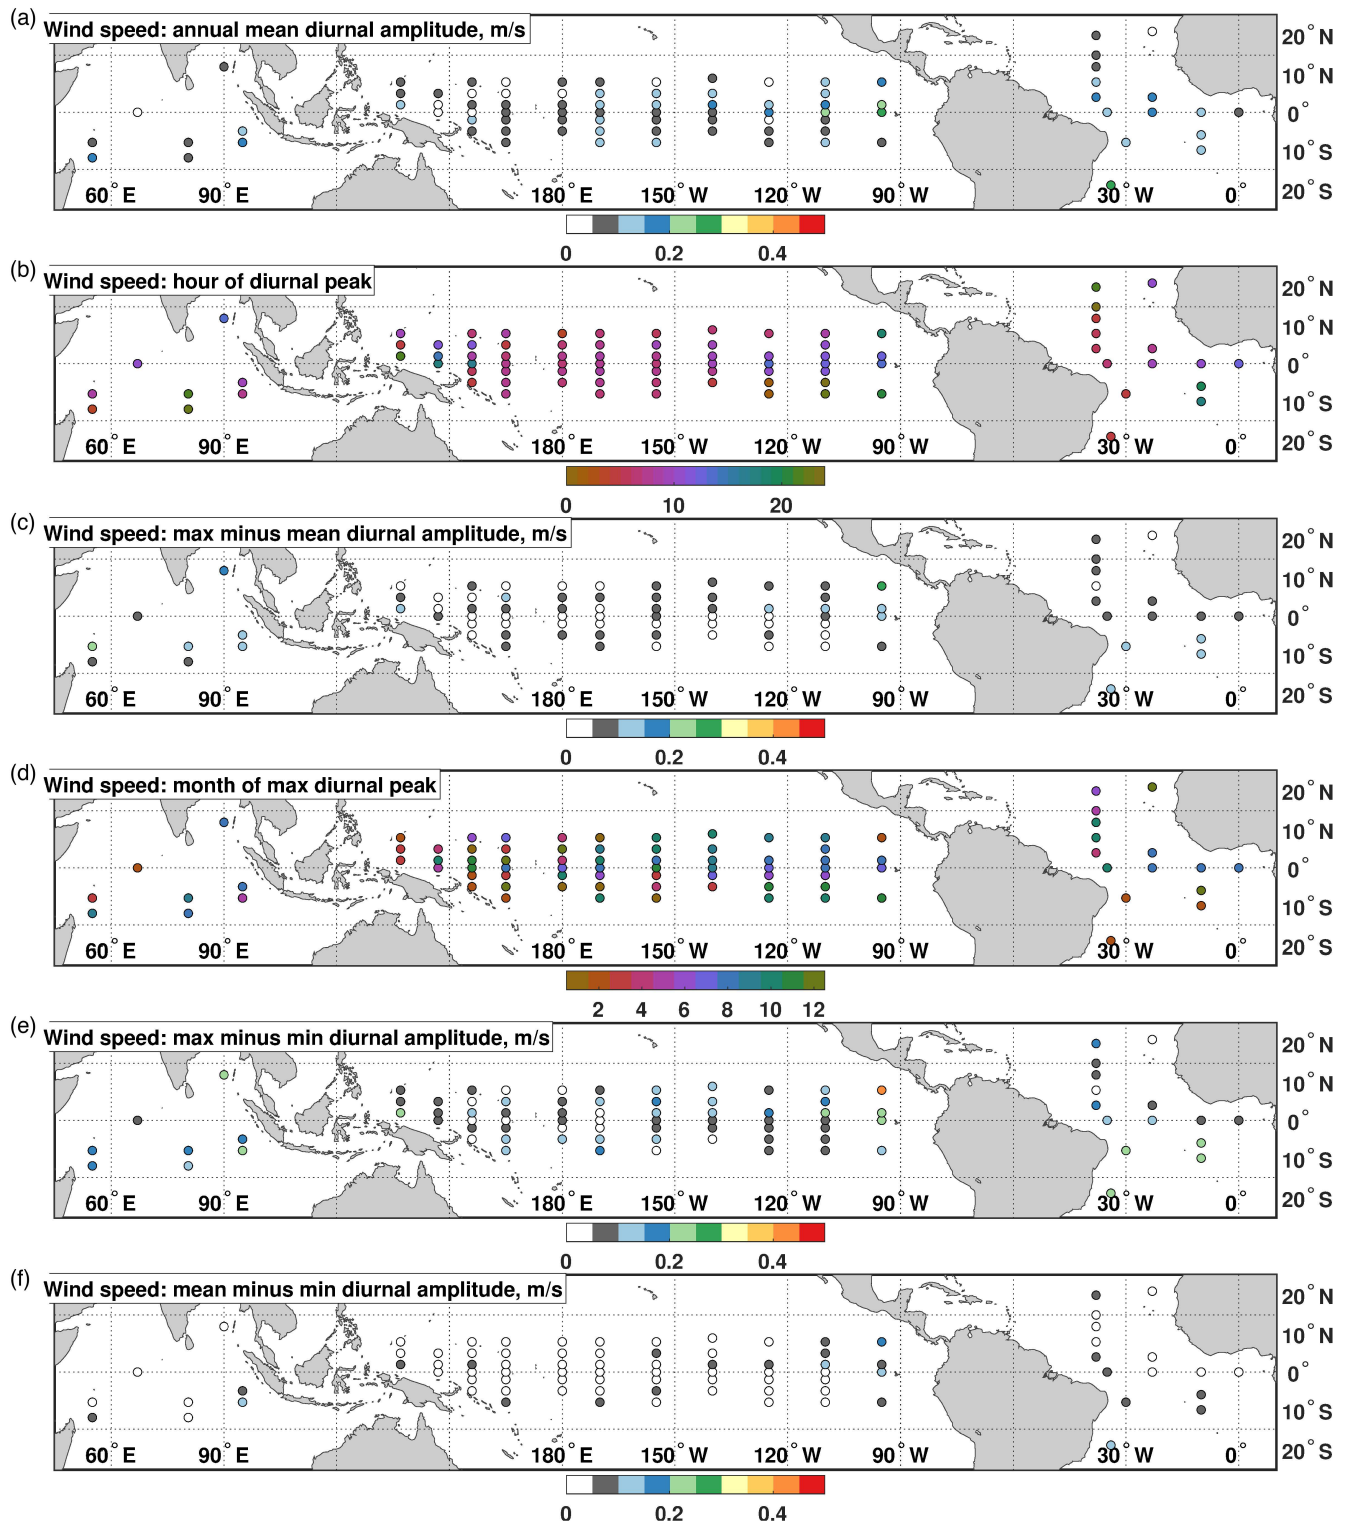 (a) Wind speed: annual mean diurnal amplitude, m/s
20° N
10° N
0°
10° S
20° S
60° E 90° E 180° E 150° W 120° W 90° W 30° W 0°
0 0.2 0.4
(b) Wind speed: hour of diurnal peak
20° N
10° N
0°
10° S
20° S
60° E 90° E 180° E 150° W 120° W 90° W 30° W 0°
0 10 20
(c) Wind speed: max minus mean diurnal amplitude, m/s
20° N
10° N
0°
10° S
20° S
60° E 90° E 180° E 150° W 120° W 90° W 30° W 0°
0 0.2 0.4
(d) Wind speed: month of max diurnal peak
20° N
10° N
0°
10° S
20° S
60° E 90° E 180° E 150° W 120° W 90° W 30° W 0°
2 4 6 8 10 12
(e) Wind speed: max minus min diurnal amplitude, m/s
20° N
10° N
0°
10° S
20° S
60° E 90° E 180° E 150° W 120° W 90° W 30° W 0°
0 0.2 0.4
(f) Wind speed: mean minus min diurnal amplitude, m/s
20° N
10° N
0°
10° S
20° S
60° E 90° E 180° E 150° W 120° W 90° W 30° W 0°
0 0.2 0.4